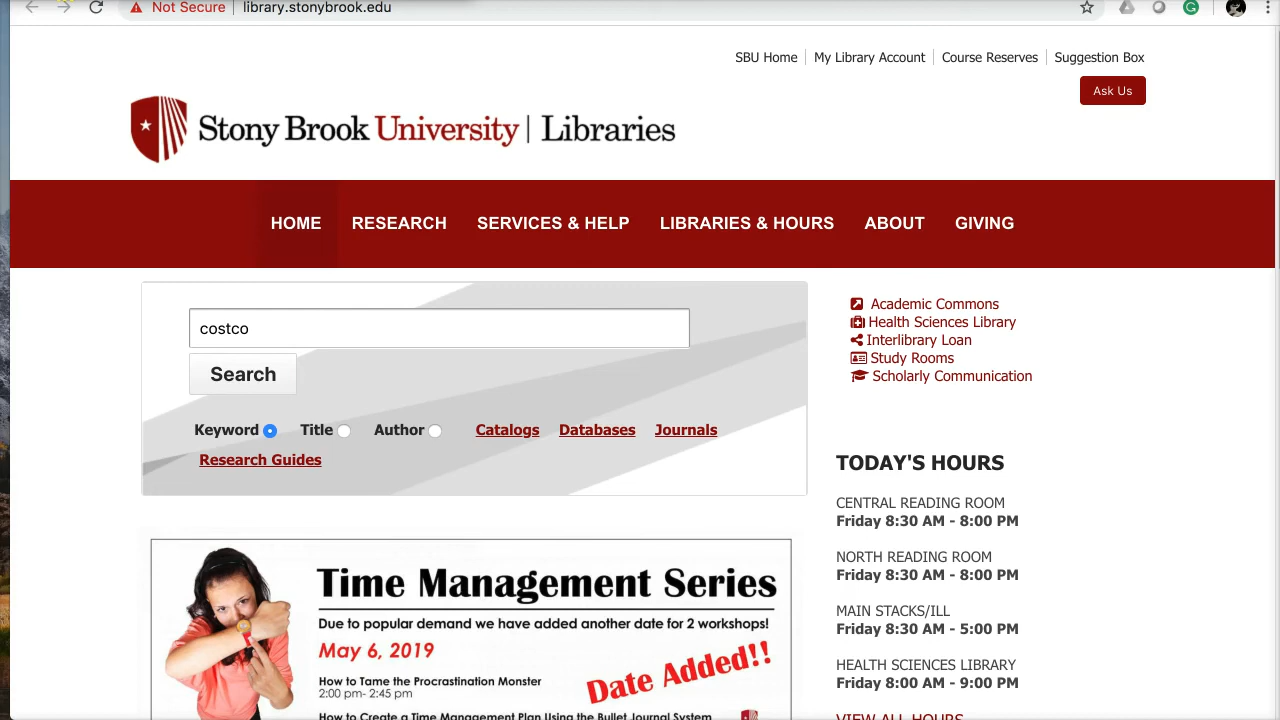 Not Secure | library.stonybrook.edu
SBU Home My Library Account Course Reserves Suggestion Box
Ask Us
Stony Brook University | Libraries
HOME RESEARCH SERVICES & HELP LIBRARIES & HOURS ABOUT GIVING
costco
Search
Keyword Title Author Catalogs Databases Journals
Research Guides
Academic Commons
Health Sciences Library
Interlibrary Loan
Study Rooms
Scholarly Communication
TODAY'S HOURS
CENTRAL READING ROOM
Friday 8:30 AM - 8:00 PM
NORTH READING ROOM
Friday 8:30 AM - 8:00 PM
MAIN STACKS/ILL
Friday 8:30 AM - 5:00 PM
HEALTH SCIENCES LIBRARY
Friday 8:00 AM - 9:00 PM
VIEW ALL HOURS
Time Management Series
Due to popular demand we have added another date for 2 workshops!
May 6, 2019
Date Added!!
How to Tame the Procrastination Monster
2:00 pm- 2:45 pm
How to Create a Time Management Plan Using the Bullet Journal System